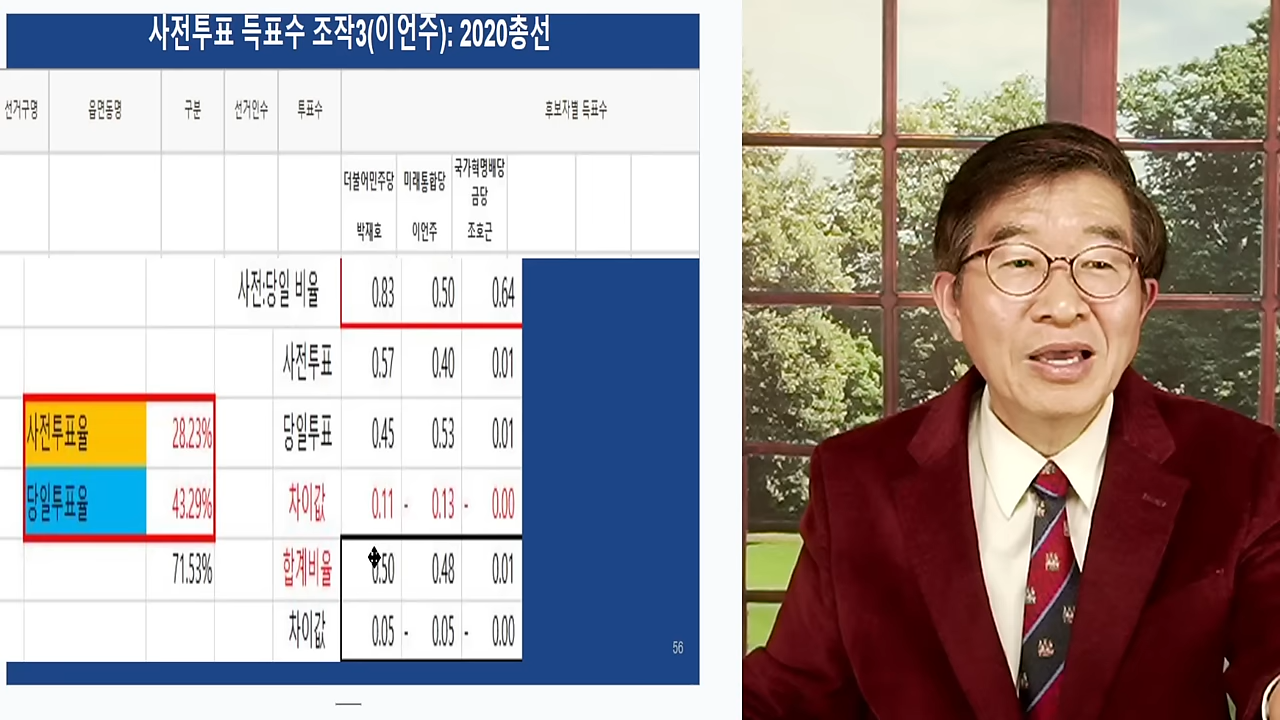 사전투표 득표수 조작3(이언주): 2020총선
선거구명 읍면동명 구분 선거인수 투표수 후보자별 득표수
더불어민주당 미래통합당 국가혁명배당금당
박재호 이언주 조호근
사전:당일 비율 0.83 0.50 0.64
사전투표 0.57 0.40 0.01
사전투표율 28.23% 당일투표 0.45 0.53 0.01
당일투표율 43.29% 차이값 0.11 - 0.13 - 0.00
71.53% 합계비율 0.50 0.48 0.01
차이값 0.05 - 0.05 - 0.00
56